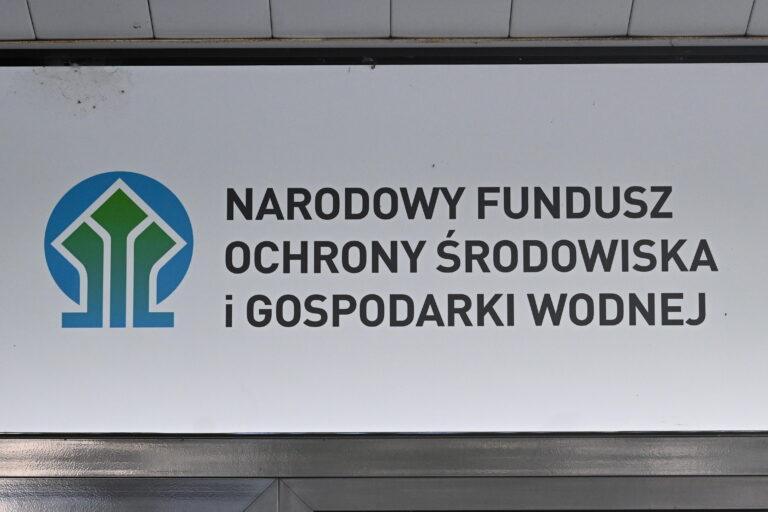 NARODOWY FUNDUSZ
OCHRONY ŚRODOWISKA
i GOSPODARKI WODNEJ